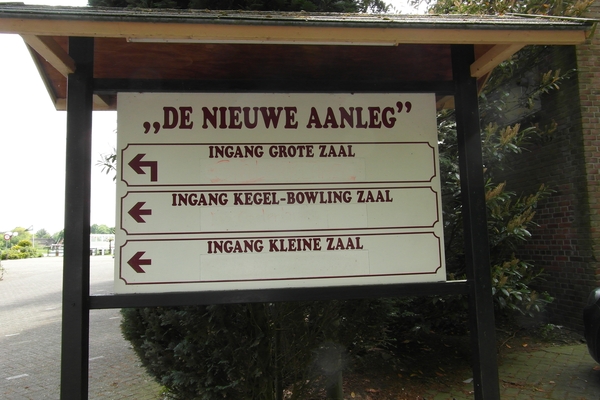 „DE NIEUWE AANLEG”
INGANG GROTE ZAAL
INGANG KEGEL-BOWLING ZAAL
INGANG KLEINE ZAAL